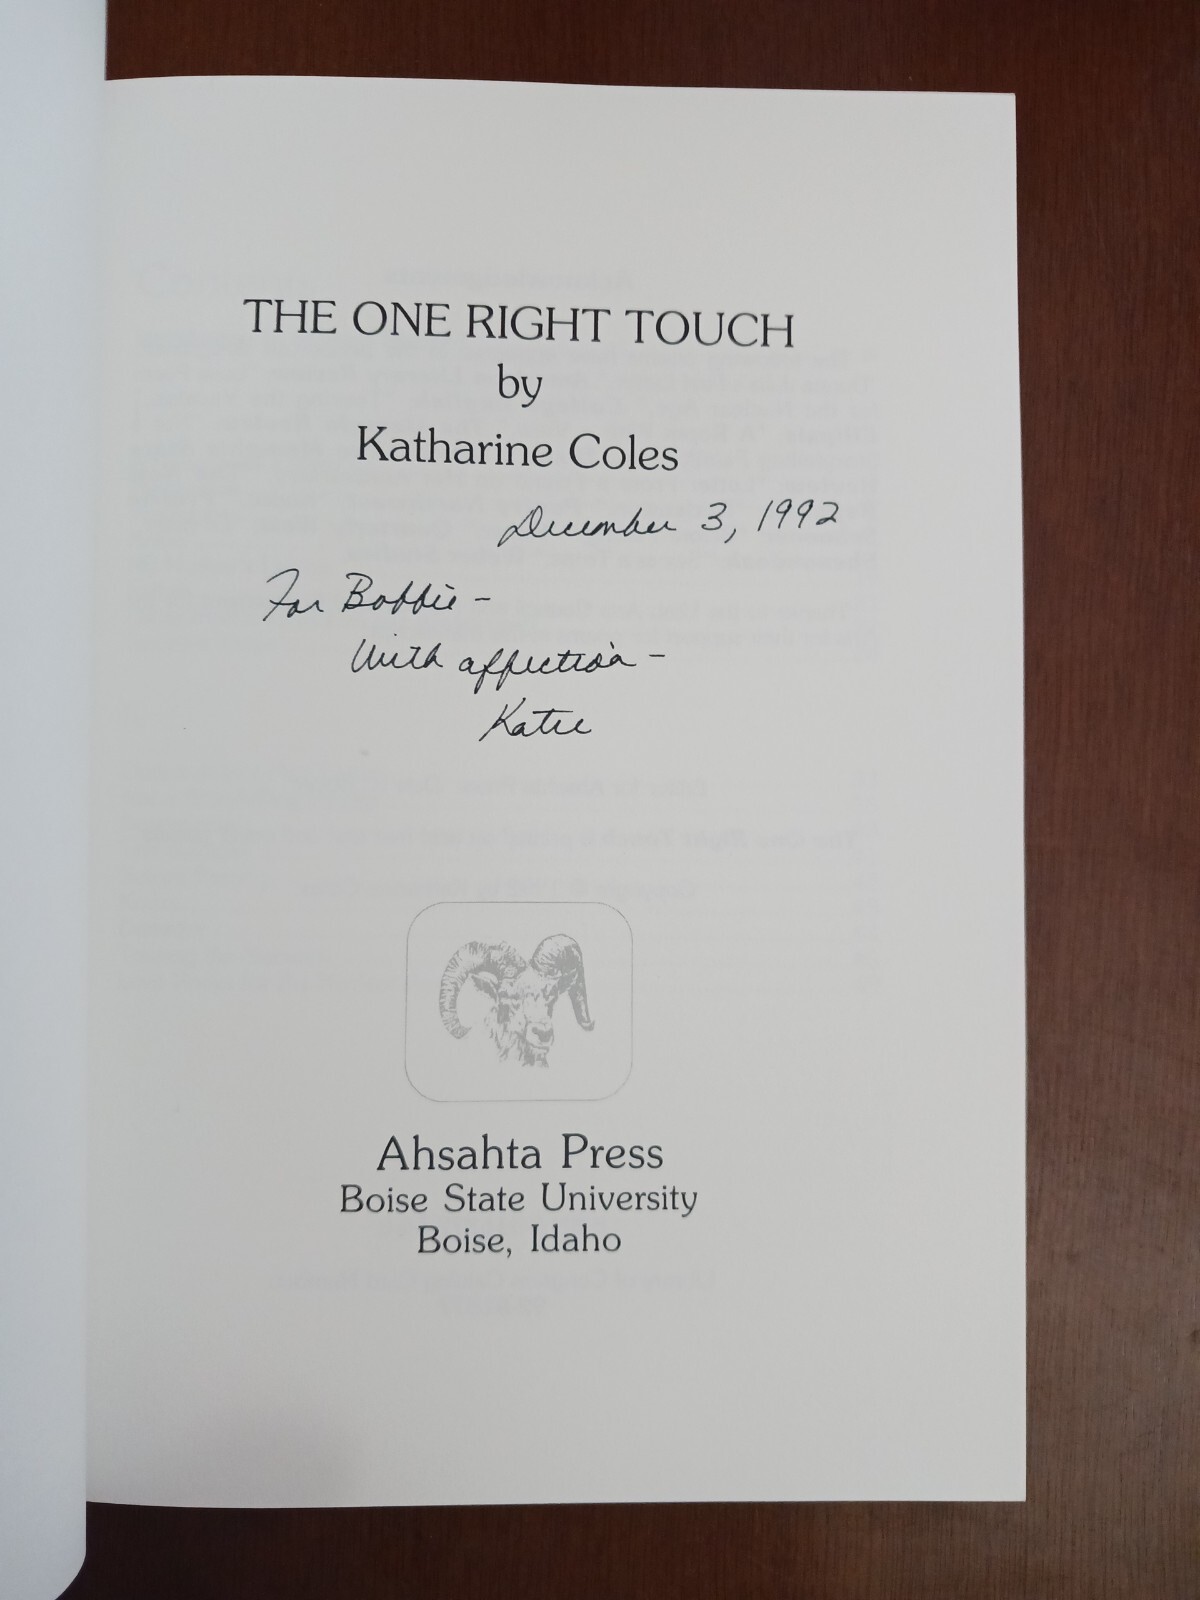 THE ONE RIGHT TOUCH
by
Katharine Coles
December 3, 1992
For Bobbie -
With affection -
Katie
Ahsahta Press
Boise State University
Boise, Idaho